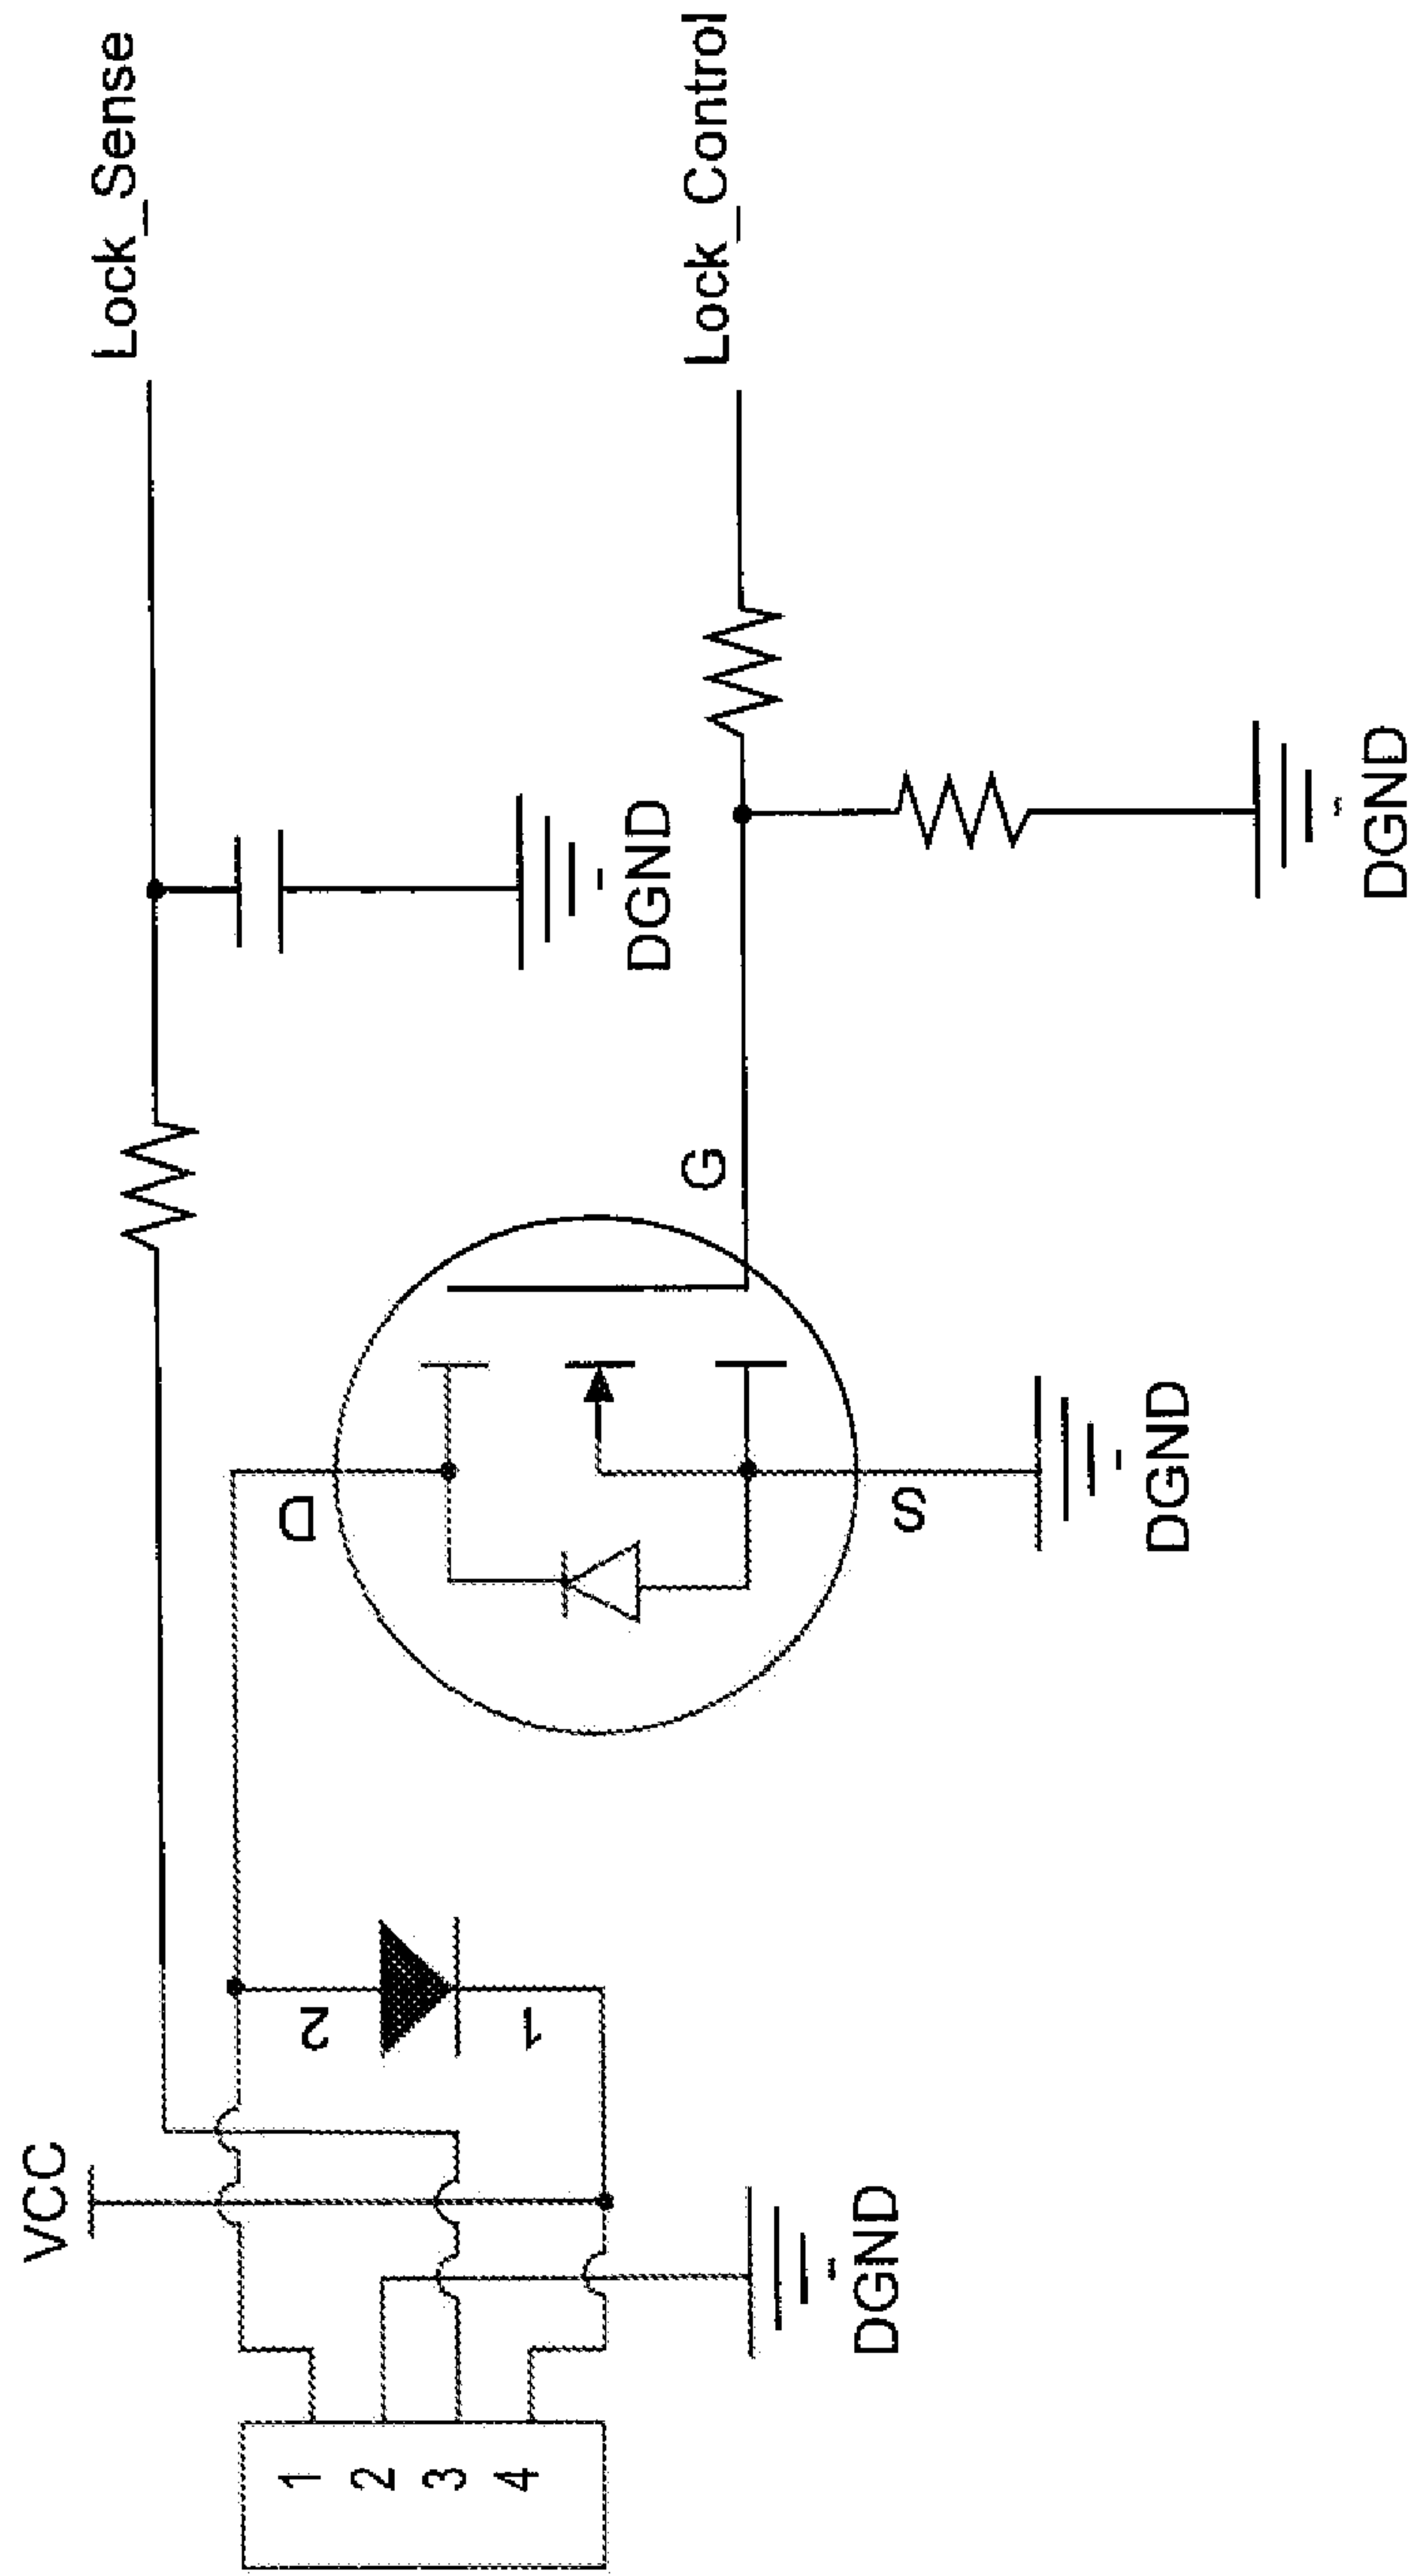 VCC
1
2
3
4
2
1
DGND
D
S
G
DGND
DGND
DGND
Lock_Sense
Lock_Control